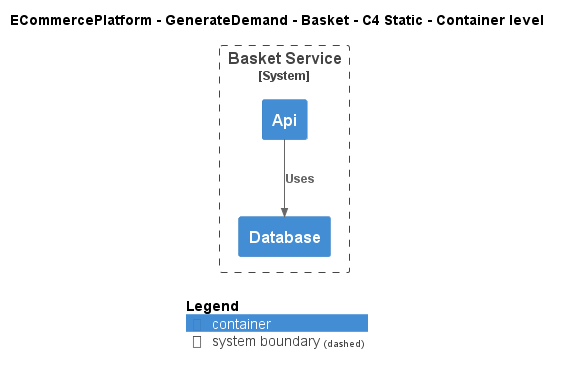 ECommercePlatform - GenerateDemand - Basket - C4 Static - Container level
Basket Service
[System]
Api
Uses
Database
Legend
container
system boundary (dashed)